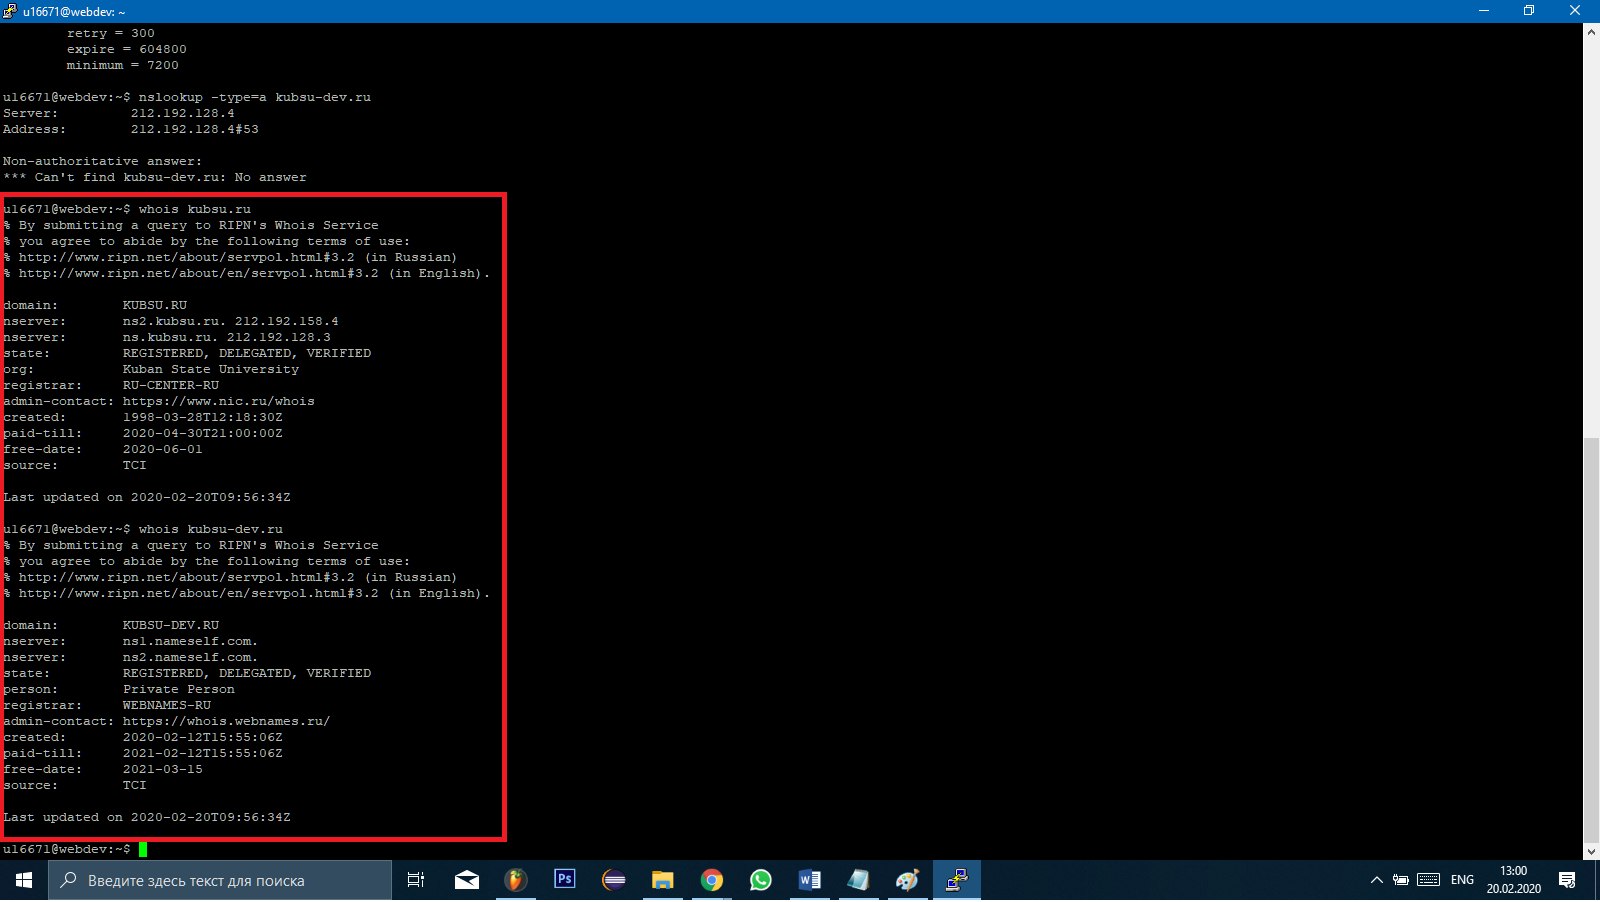 u16671@webdev: ~
retry = 300
expire = 604800
minimum = 7200
u16671@webdev:~$ nslookup -type=a kubsu-dev.ru
Server: 212.192.128.4
Address: 212.192.128.4#53
Non-authoritative answer:
*** Can't find kubsu-dev.ru: No answer
u16671@webdev:~$ whois kubsu.ru
% By submitting a query to RIPN's Whois Service
% you agree to abide by the following terms of use:
% http://www.ripn.net/about/servpol.html#3.2 (in Russian)
% http://www.ripn.net/about/en/servpol.html#3.2 (in English).
domain: KUBSU.RU
nserver: ns2.kubsu.ru. 212.192.158.4
nserver: ns.kubsu.ru. 212.192.128.3
state: REGISTERED, DELEGATED, VERIFIED
org: Kuban State University
registrar: RU-CENTER-RU
admin-contact: https://www.nic.ru/whois
created: 1998-03-28T12:18:30Z
paid-till: 2020-04-30T21:00:00Z
free-date: 2020-06-01
source: TCI
Last updated on 2020-02-20T09:56:34Z
u16671@webdev:~$ whois kubsu-dev.ru
% By submitting a query to RIPN's Whois Service
% you agree to abide by the following terms of use:
% http://www.ripn.net/about/servpol.html#3.2 (in Russian)
% http://www.ripn.net/about/en/servpol.html#3.2 (in English).
domain: KUBSU-DEV.RU
nserver: ns1.nameself.com.
nserver: ns2.nameself.com.
state: REGISTERED, DELEGATED, VERIFIED
person: Private Person
registrar: WEBNAMES-RU
admin-contact: https://whois.webnames.ru/
created: 2020-02-12T15:55:06Z
paid-till: 2021-02-12T15:55:06Z
free-date: 2021-03-15
source: TCI
Last updated on 2020-02-20T09:56:34Z
u16671@webdev:~$
Введите здесь текст для поиска
Ps
W
ENG
13:00
20.02.2020